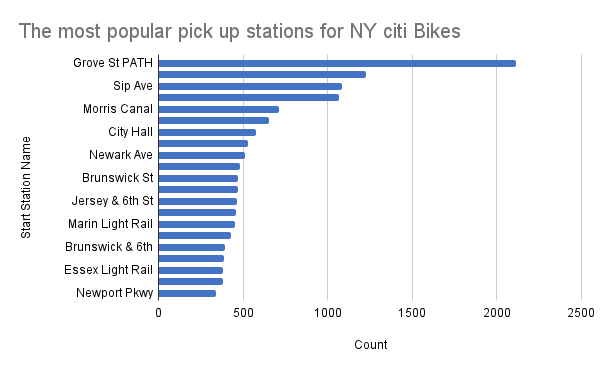 The most popular pick up stations for NY citi Bikes
Start Station Name
Grove St PATH
Sip Ave
Morris Canal
City Hall
Newark Ave
Brunswick St
Jersey & 6th St
Marin Light Rail
Brunswick & 6th
Essex Light Rail
Newport Pkwy
0 500 1000 1500 2000 2500
Count